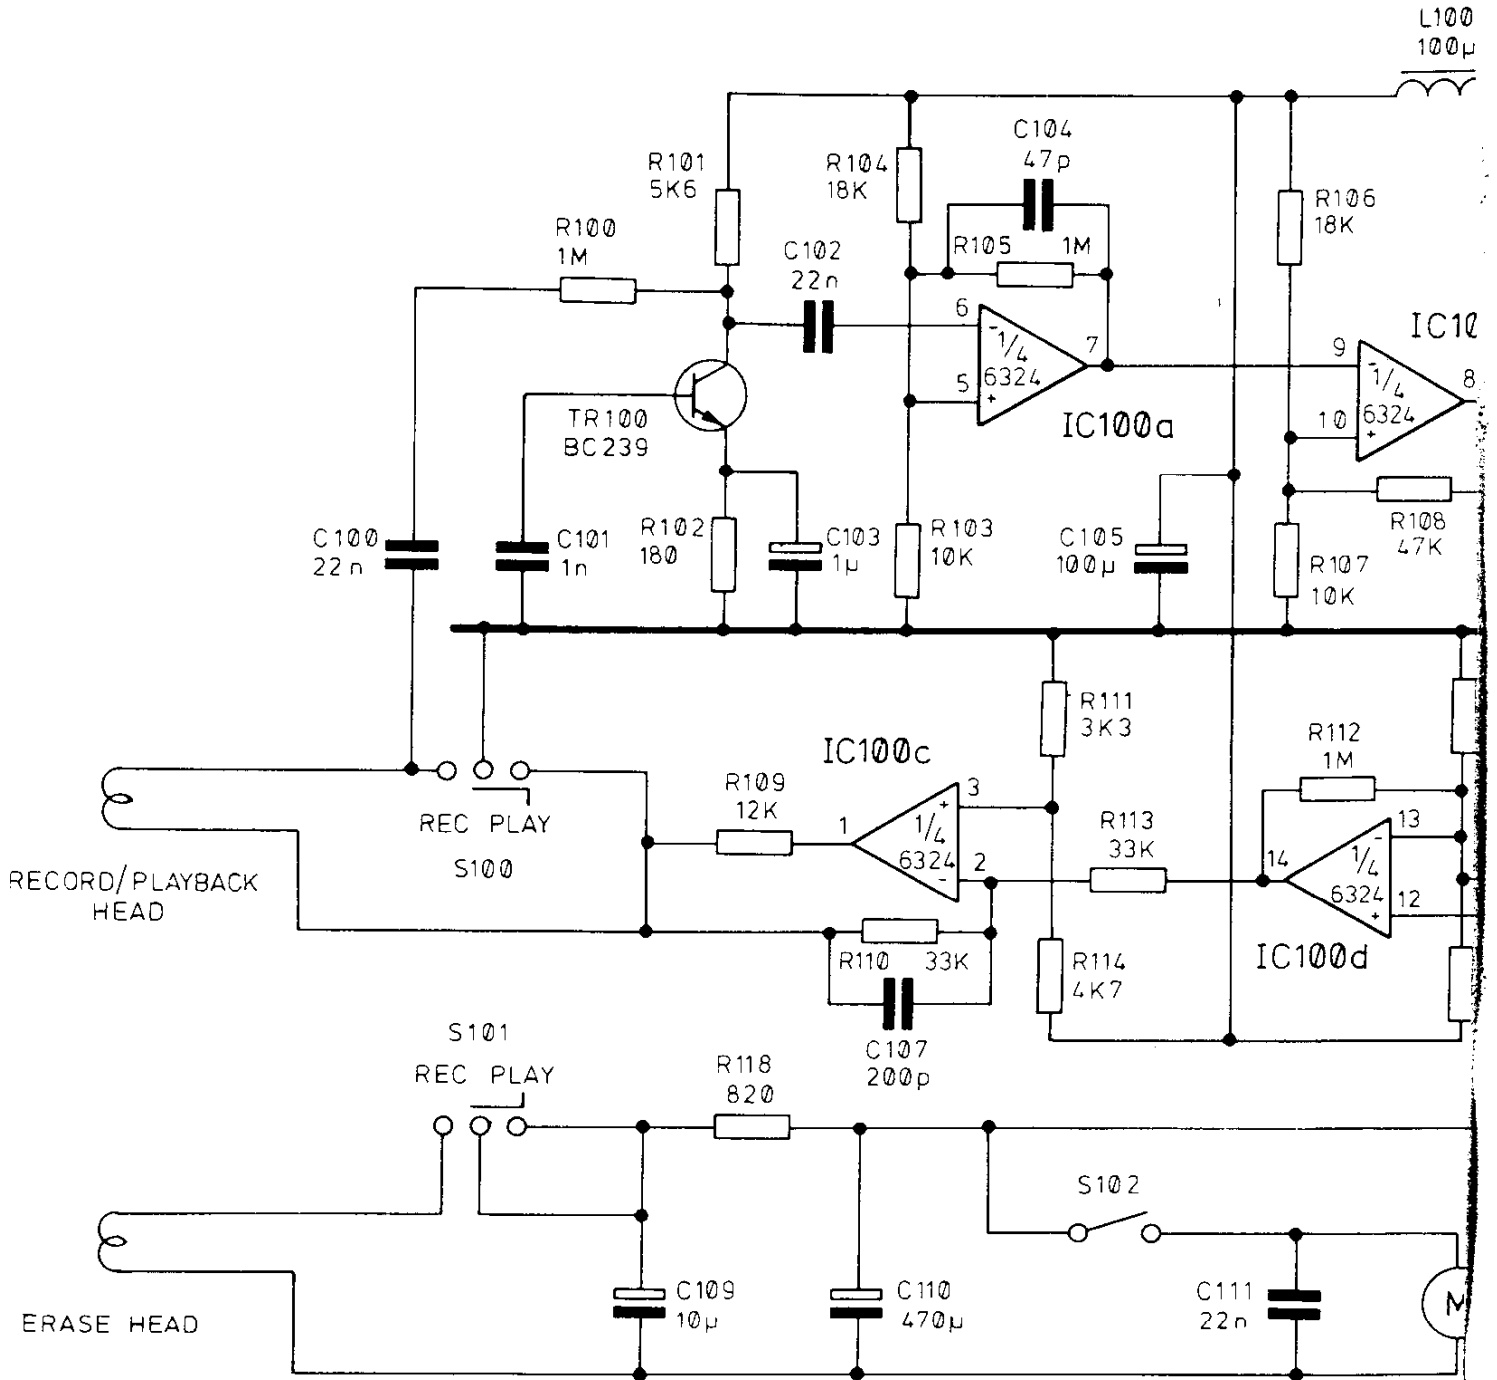 L100
100µ
R101
5K6
R104
18K
C104
47p
R100
1M
C102
22n
R105 1M
R106
18K
6
-
1/4
6324
5
+
7
IC100a
IC10
9
-
1/4
6324
10
+
8
TR100
BC239
C100
22n
C101
1n
R102
180
C103
1µ
R103
10K
C105
100µ
R108
47K
R107
10K
R111
3K3
IC100c
R112
1M
R109
12K
1
3
+
1/4
6324
2
-
R113
33K
14
13
-
1/4
6324
12
+
IC100d
REC PLAY
S100
RECORD/PLAYBACK
HEAD
R110 33K
C107
200p
R114
4K7
S101
REC PLAY
R118
820
S102
C109
10µ
C110
470µ
C111
22n
M
ERASE HEAD